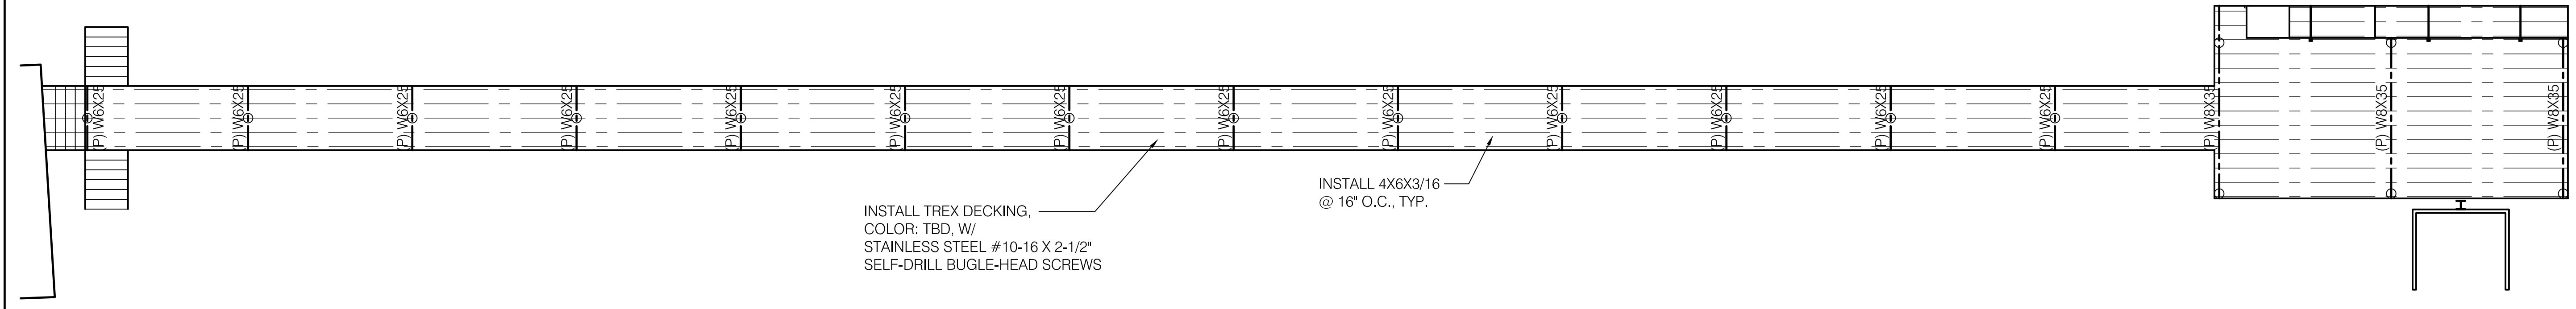 (P) W6X25
(P) W6X25
(P) W6X25
(P) W6X25
(P) W6X25
(P) W6X25
(P) W6X25
(P) W6X25
(P) W6X25
(P) W6X25
(P) W6X25
(P) W6X25
(P) W6X25
(P) W8X35
(P) W8X35
(P) W8X35
INSTALL TREX DECKING,
COLOR: TBD, W/
STAINLESS STEEL #10-16 X 2-1/2"
SELF-DRILL BUGLE-HEAD SCREWS
INSTALL 4X6X3/16
@ 16" O.C., TYP.